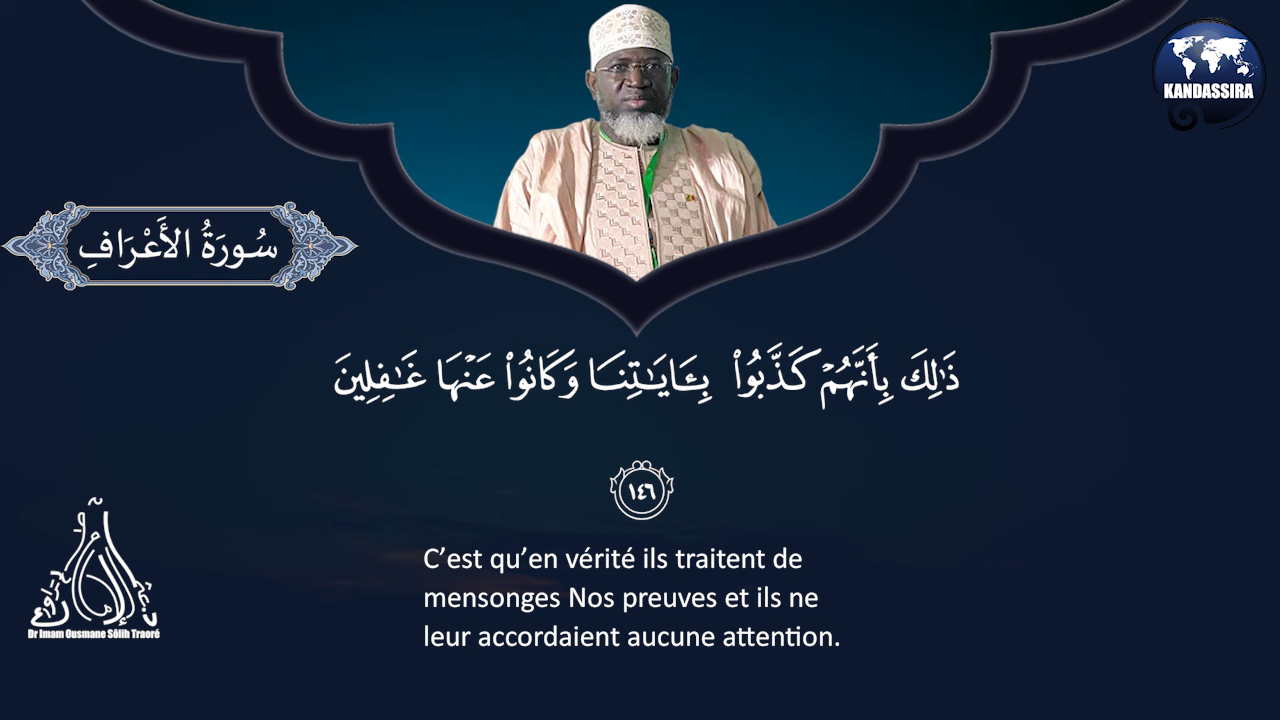 KANDASSIRA
سُورَةُ الأَعْرَافِ
ذَٰلِكَ بِأَنَّهُمْ كَذَّبُوا۟ بِـَٔايَـٰتِنَا وَكَانُوا۟ عَنْهَا غَـٰفِلِينَ
١٤٦
C’est qu’en vérité ils traitent de
mensonges Nos preuves et ils ne
leur accordaient aucune attention.
Dr Imam Ousmane Sôlih Traoré